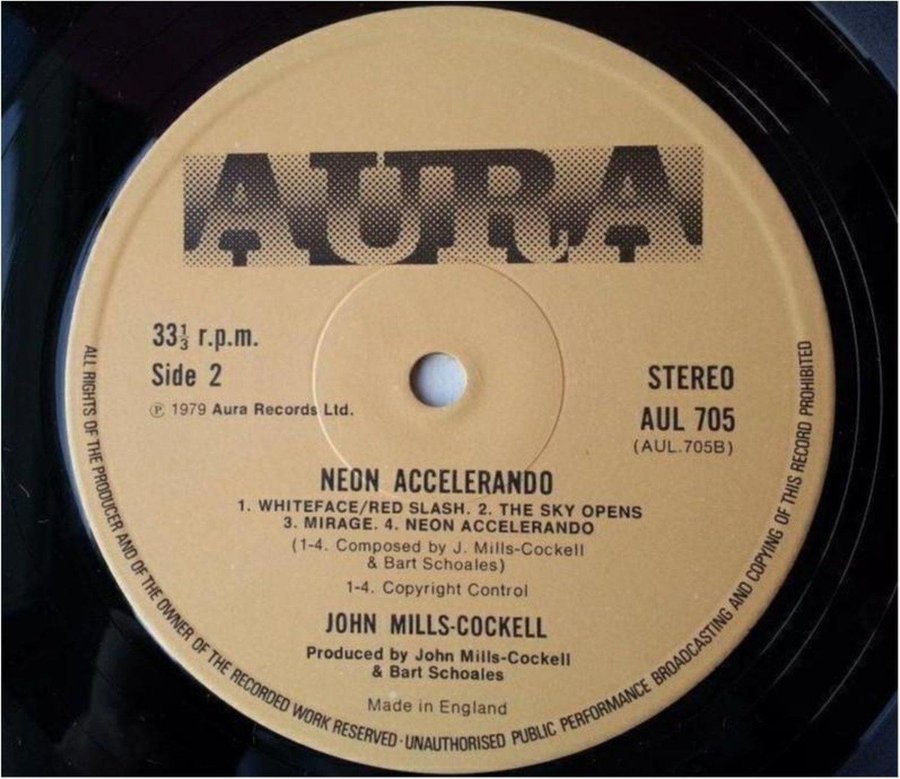 AURA
33⅓ r.p.m.
Side 2
℗ 1979 Aura Records Ltd.
STEREO
AUL 705
(AUL.705B)
NEON ACCELERANDO
1. WHITEFACE/RED SLASH. 2. THE SKY OPENS
3. MIRAGE. 4. NEON ACCELERANDO
(1-4. Composed by J. Mills-Cockell
& Bart Schoales)
1-4. Copyright Control
JOHN MILLS-COCKELL
Produced by John Mills-Cockell
& Bart Schoales
Made in England
ALL RIGHTS OF THE PRODUCER AND OF THE OWNER OF THE RECORDED WORK RESERVED · UNAUTHORISED PUBLIC PERFORMANCE BROADCASTING AND COPYING OF THIS RECORD PROHIBITED